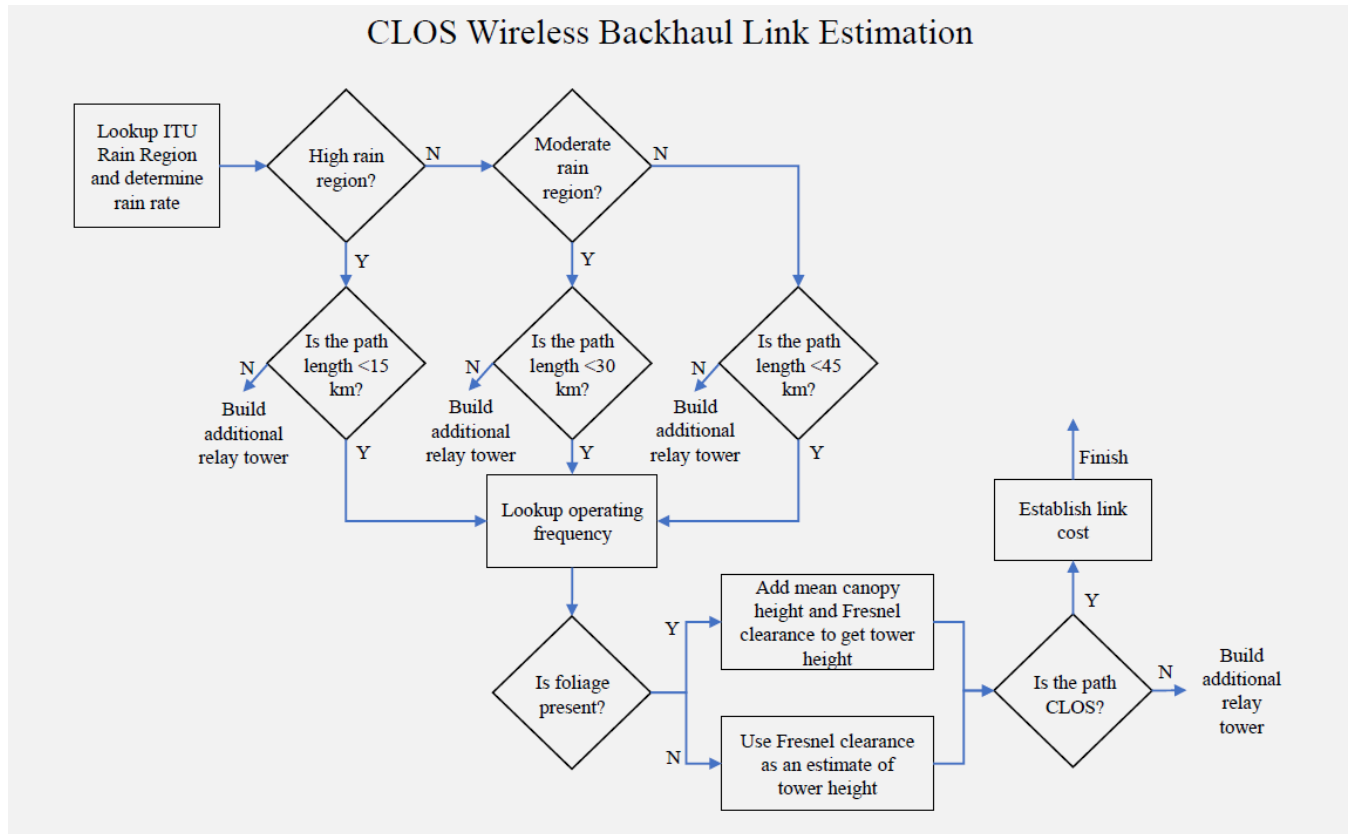 CLOS Wireless Backhaul Link Estimation
Lookup ITU
Rain Region
and determine
rain rate
High rain
region?
N
Moderate
rain
region?
N
Y
Y
Is the path
length <15
km?
N
Build
additional
relay tower
Y
Is the path
length <30
km?
N
Build
additional
relay tower
Y
Is the path
length <45
km?
N
Build
additional
relay tower
Y
Lookup operating
frequency
Is foliage
present?
Y
Add mean canopy
height and Fresnel
clearance to get tower
height
N
Use Fresnel clearance
as an estimate of
tower height
Is the path
CLOS?
N
Build
additional
relay
tower
Y
Establish link
cost
Finish